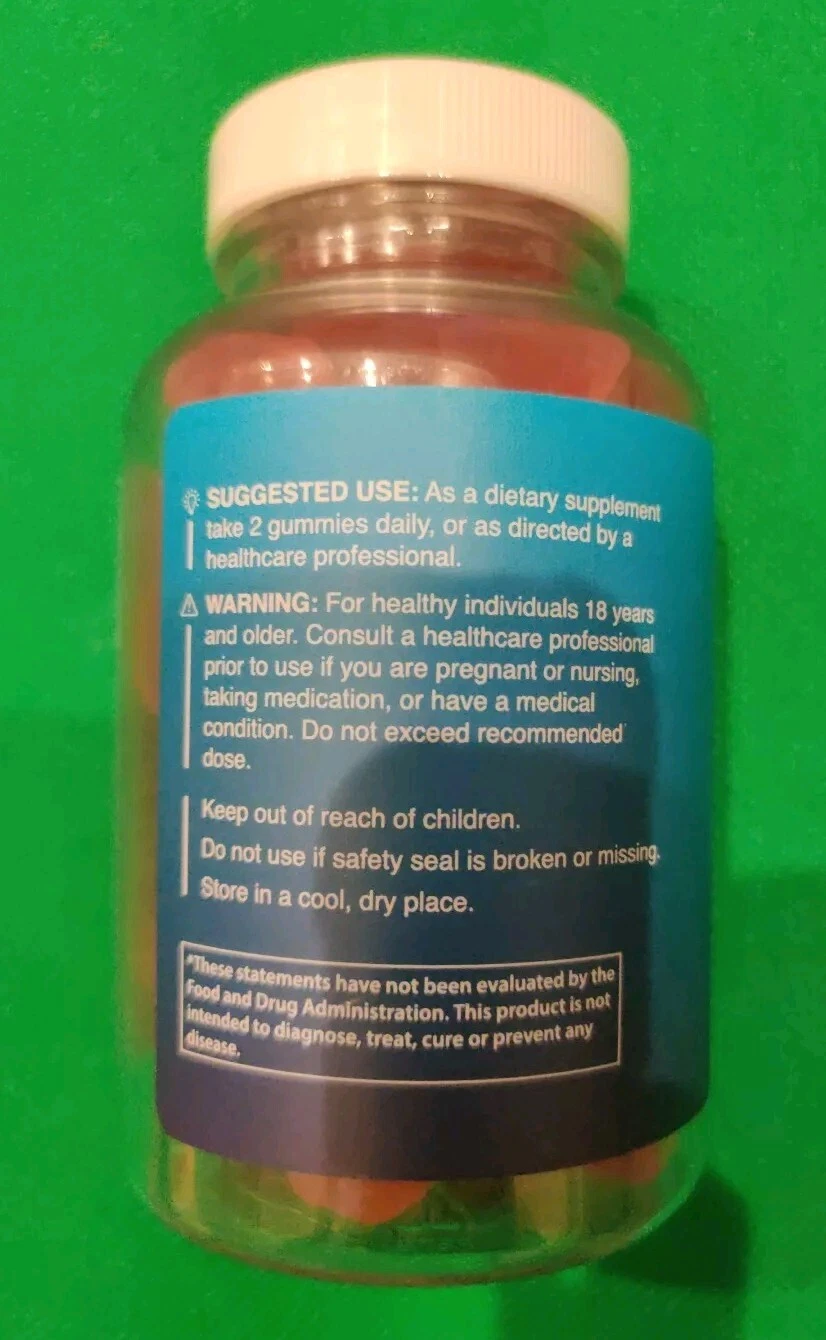 SUGGESTED USE: As a dietary supplement
take 2 gummies daily, or as directed by a
healthcare professional.
WARNING: For healthy individuals 18 years
and older. Consult a healthcare professional
prior to use if you are pregnant or nursing,
taking medication, or have a medical
condition. Do not exceed recommended
dose.
Keep out of reach of children.
Do not use if safety seal is broken or missing.
Store in a cool, dry place.
*These statements have not been evaluated by the
Food and Drug Administration. This product is not
intended to diagnose, treat, cure or prevent any
disease.